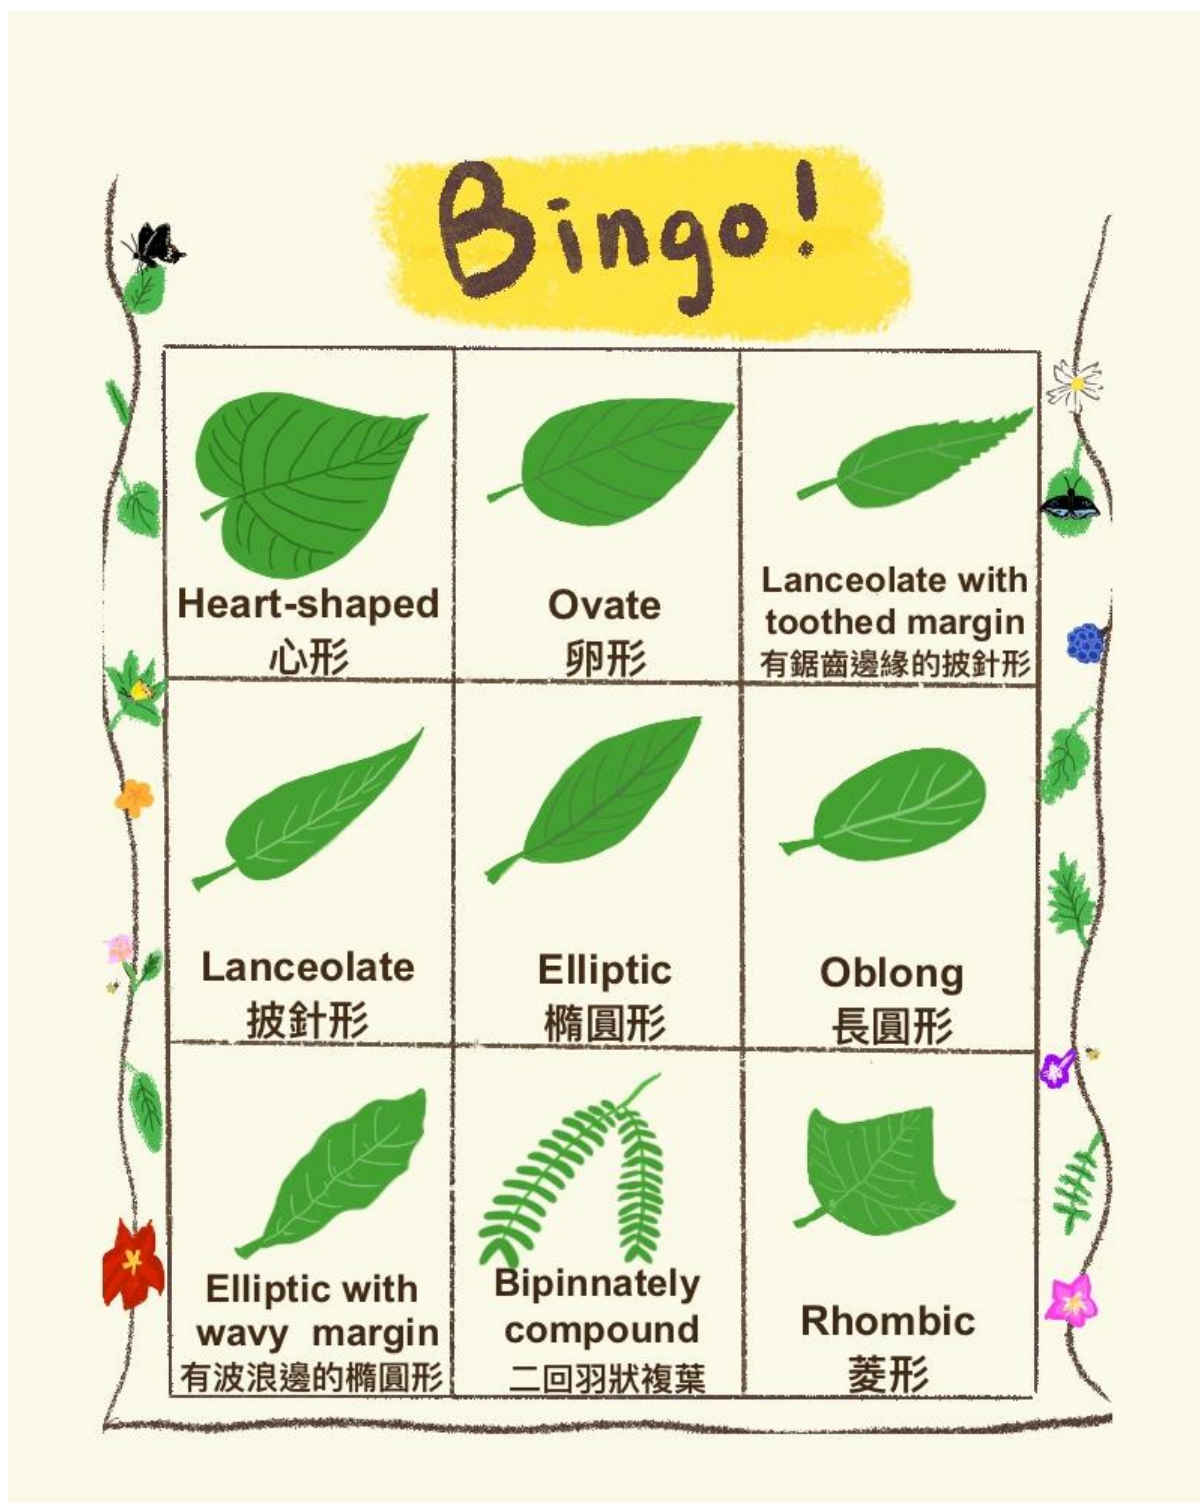 Bingo!
Heart-shaped
心形
Ovate
卵形
Lanceolate with
toothed margin
有鋸齒邊緣的披針形
Lanceolate
披針形
Elliptic
橢圓形
Oblong
長圓形
Elliptic with
wavy margin
有波浪邊的橢圓形
Bipinnately
compound
二回羽狀複葉
Rhombic
菱形